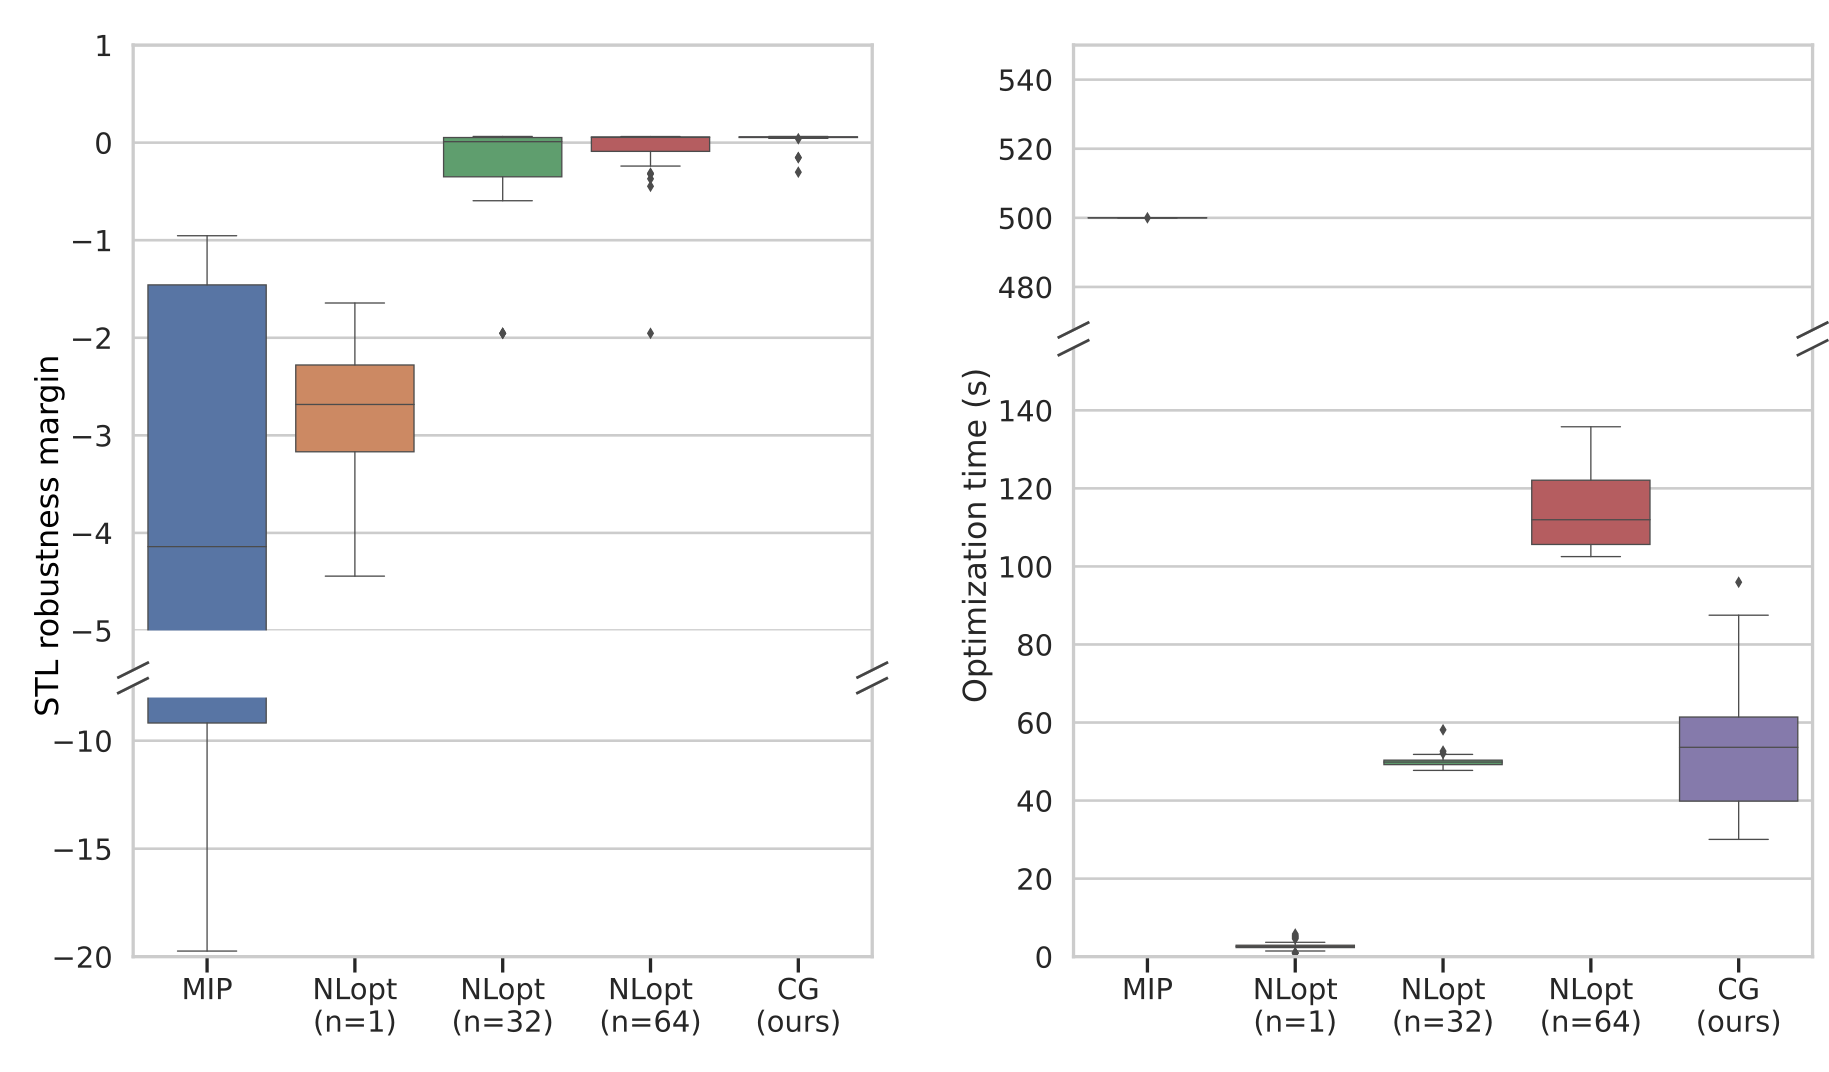 STL robustness margin
1
0
−1
−2
−3
−4
−5
−10
−15
−20
MIP
NLopt
(n=1)
NLopt
(n=32)
NLopt
(n=64)
CG
(ours)
Optimization time (s)
540
520
500
480
140
120
100
80
60
40
20
0
MIP
NLopt
(n=1)
NLopt
(n=32)
NLopt
(n=64)
CG
(ours)